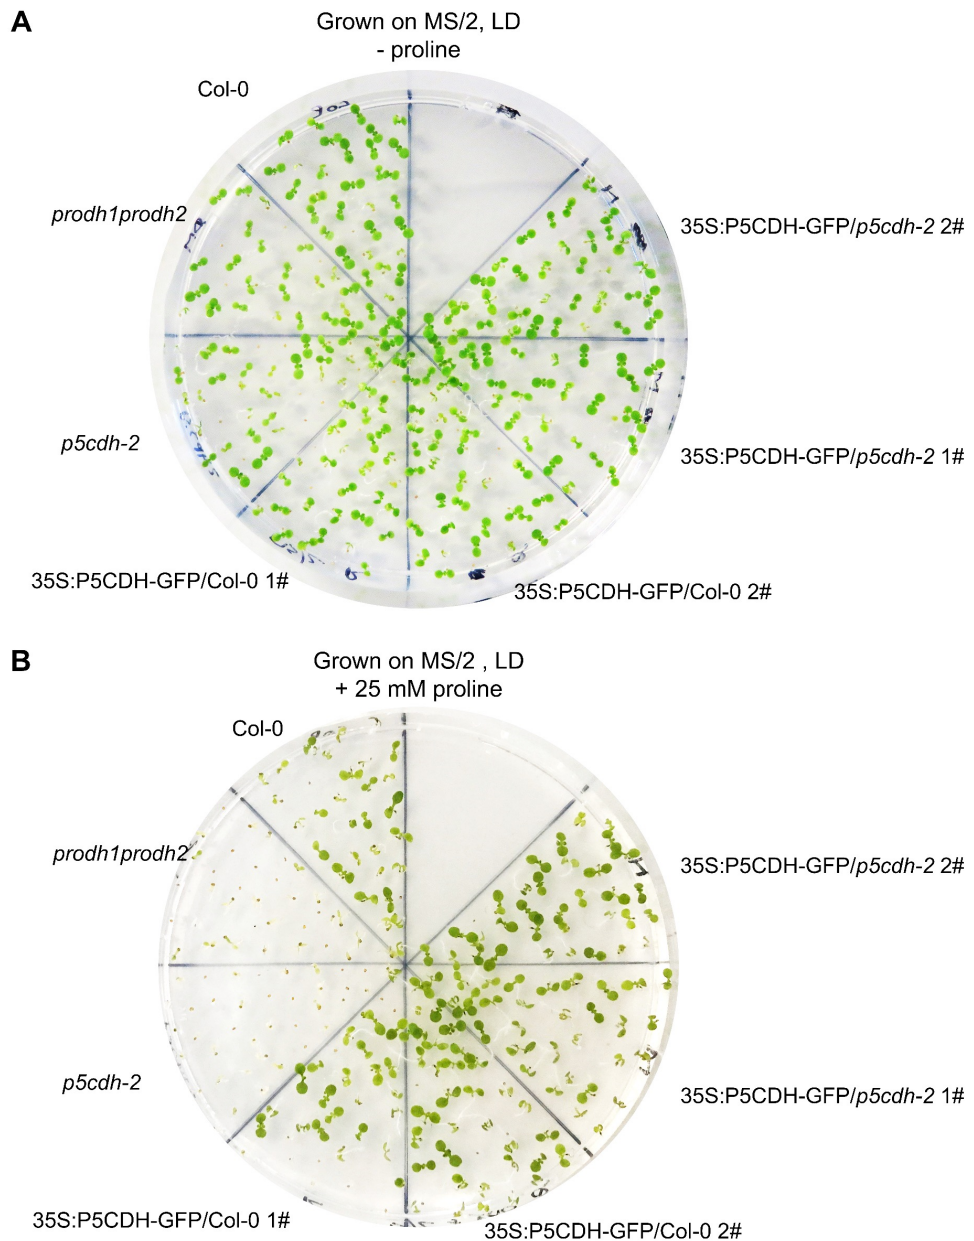 A
Grown on MS/2, LD
- proline
Col-0
prodh1prodh2
35S:P5CDH-GFP/p5cdh-2 2#
p5cdh-2
35S:P5CDH-GFP/p5cdh-2 1#
35S:P5CDH-GFP/Col-0 1#
35S:P5CDH-GFP/Col-0 2#
B
Grown on MS/2 , LD
+ 25 mM proline
Col-0
prodh1prodh2
35S:P5CDH-GFP/p5cdh-2 2#
p5cdh-2
35S:P5CDH-GFP/p5cdh-2 1#
35S:P5CDH-GFP/Col-0 1#
35S:P5CDH-GFP/Col-0 2#